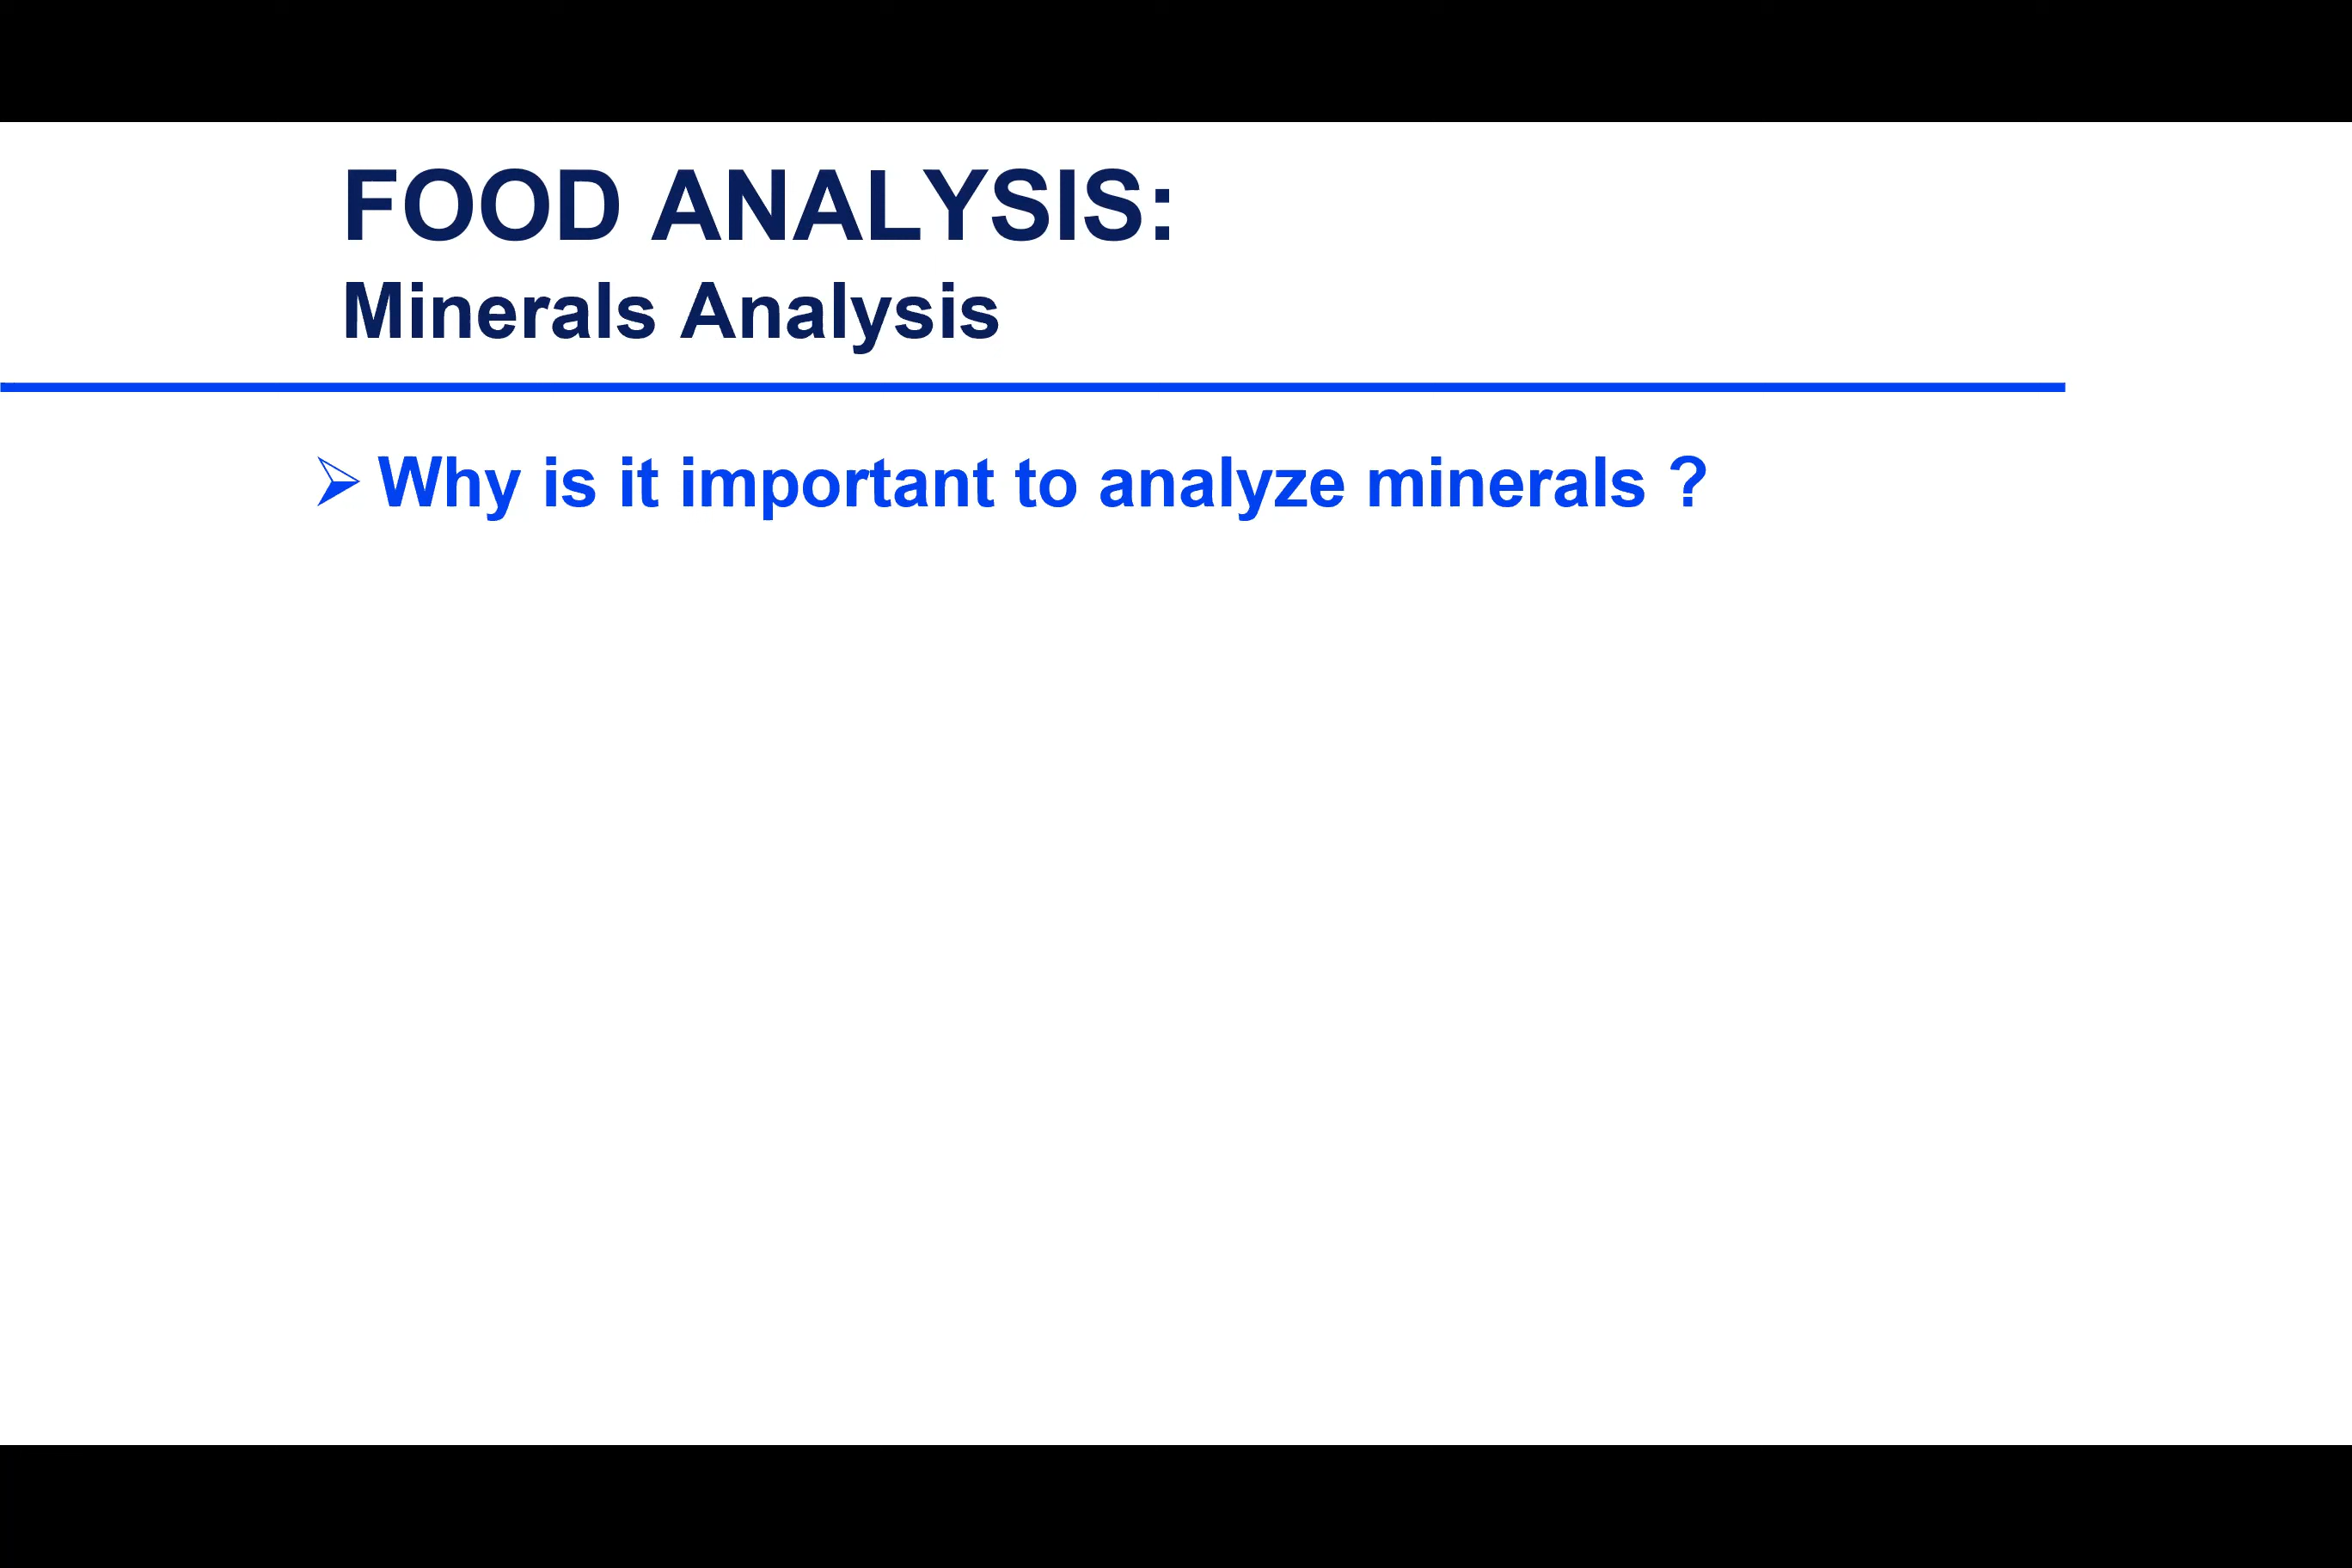 FOOD ANALYSIS:
Minerals Analysis
Why is it important to analyze minerals ?